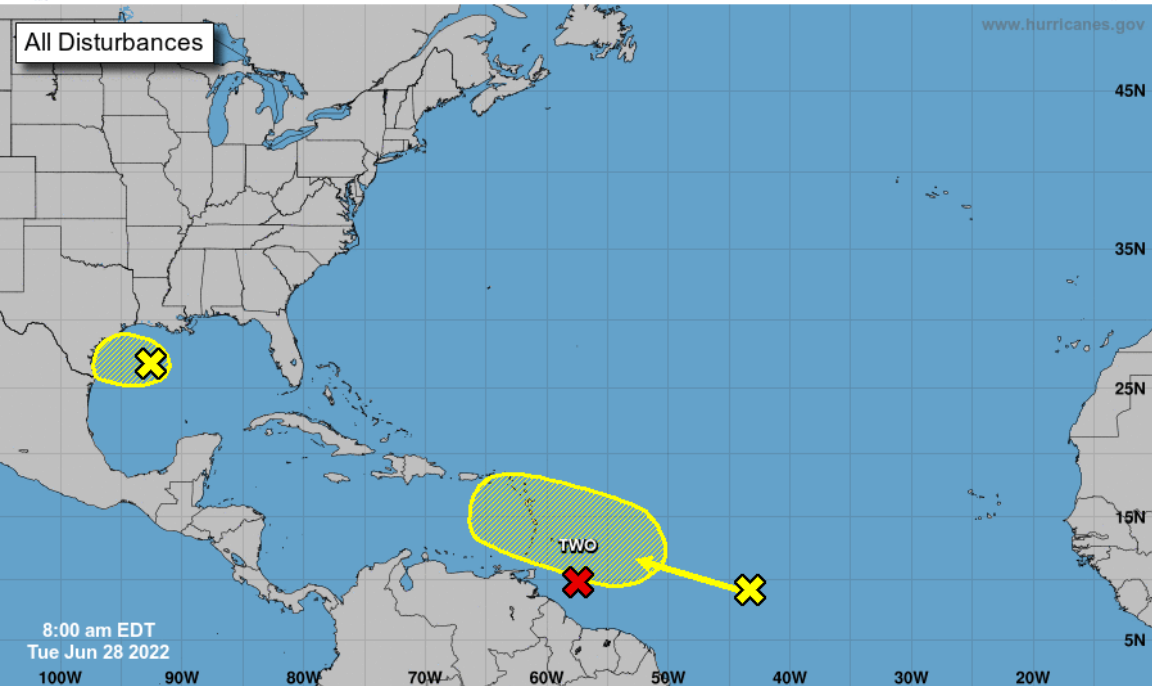 All Disturbances
www.hurricanes.gov
45N
35N
25N
15N
TWO
8:00 am EDT
Tue Jun 28 2022
5N
100W 90W 80W 70W 60W 50W 40W 30W 20W